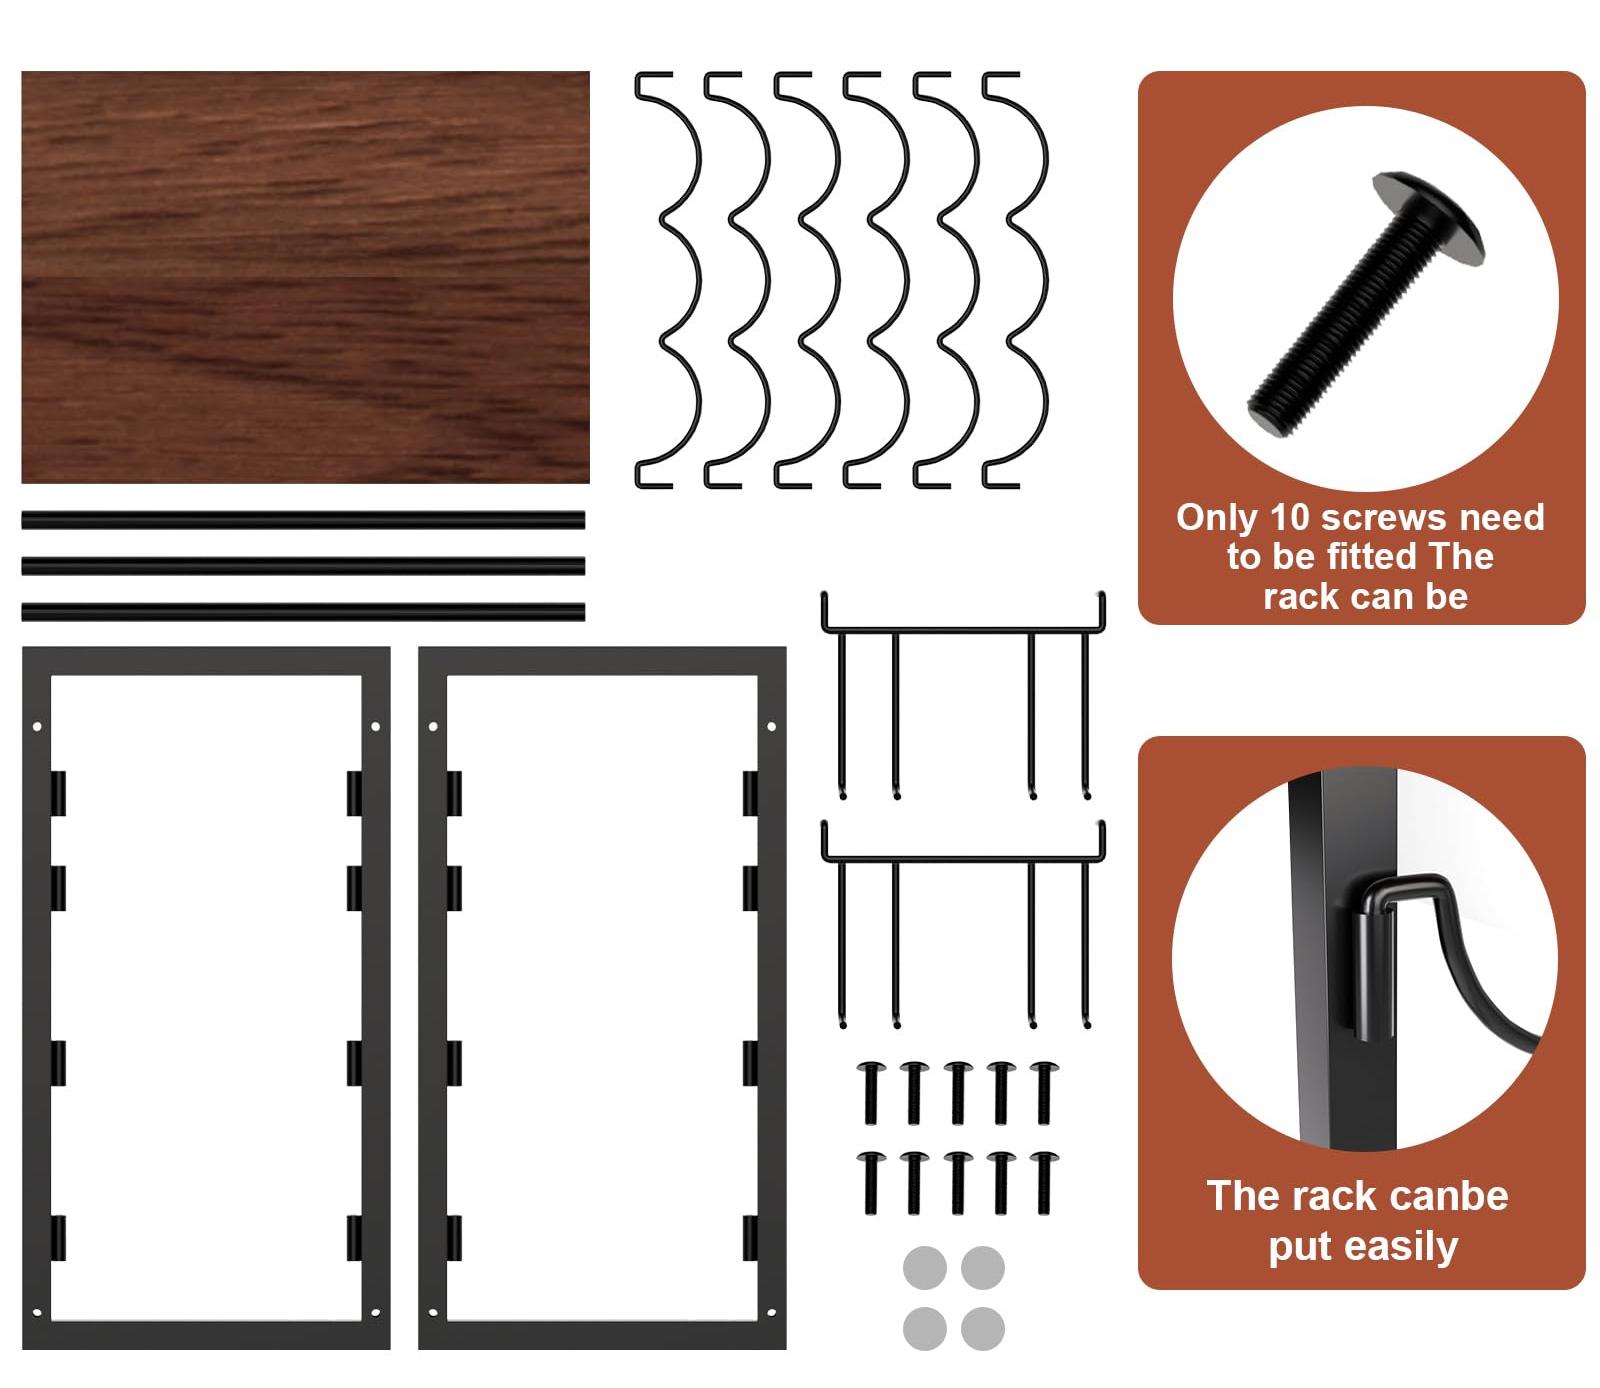 Only 10 screws need
to be fitted The
rack can be
The rack canbe
put easily